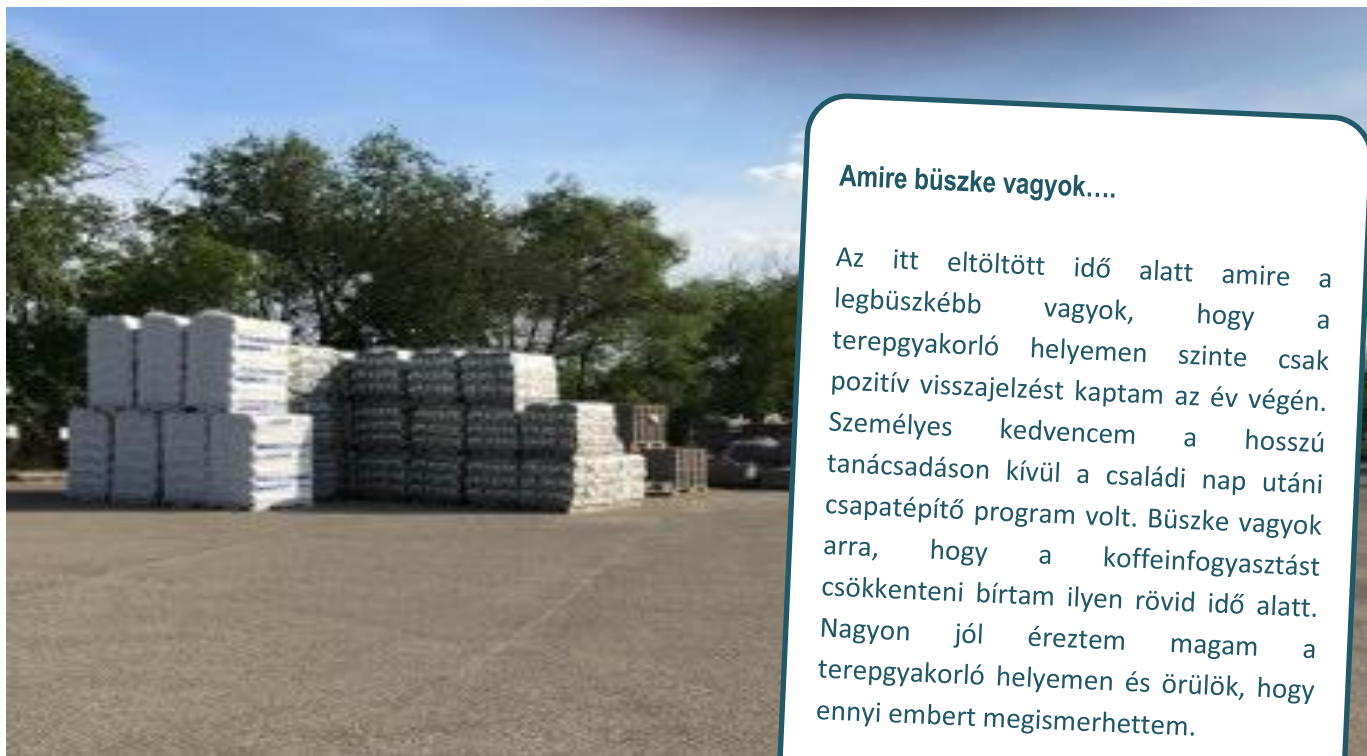 Amire büszke vagyok….
Az itt eltöltött idő alatt amire a
legbüszkébb vagyok, hogy a
terepgyakorló helyemen szinte csak
pozitív visszajelzést kaptam az év végén.
Személyes kedvencem a hosszú
tanácsadáson kívül a családi nap utáni
csapatépítő program volt. Büszke vagyok
arra, hogy a koffeinfogyasztást
csökkenteni bírtam ilyen rövid idő alatt.
Nagyon jól éreztem magam a
terepgyakorló helyemen és örülök, hogy
ennyi embert megismerhettem.